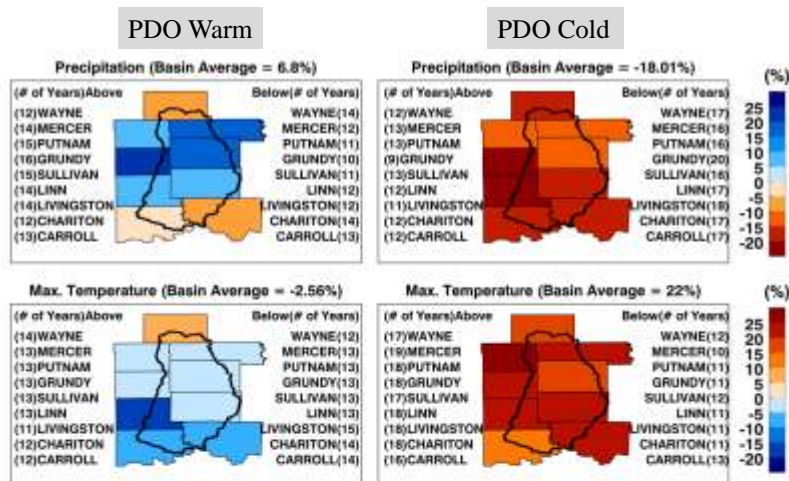 PDO Warm
PDO Cold
Precipitation (Basin Average = 6.8%)
(# of Years)Above
Below(# of Years)
(12)WAYNE
WAYNE(14)
(14)MERCER
MERCER(12)
(15)PUTNAM
PUTNAM(11)
(16)GRUNDY
GRUNDY(10)
(15)SULLIVAN
SULLIVAN(11)
(14)LINN
LINN(12)
(14)LIVINGSTON
LIVINGSTON(12)
(12)CHARITON
CHARITON(14)
(13)CARROLL
CARROLL(13)
Precipitation (Basin Average = -18.01%)
(# of Years)Above
Below(# of Years)
(12)WAYNE
WAYNE(17)
(13)MERCER
MERCER(16)
(13)PUTNAM
PUTNAM(16)
(9)GRUNDY
GRUNDY(20)
(13)SULLIVAN
SULLIVAN(16)
(12)LINN
LINN(17)
(11)LIVINGSTON
LIVINGSTON(18)
(12)CHARITON
CHARITON(17)
(12)CARROLL
CARROLL(17)
(%)
25
20
15
10
5
0
-5
-10
-15
-20
Max. Temperature (Basin Average = -2.56%)
(# of Years)Above
Below(# of Years)
(14)WAYNE
WAYNE(12)
(13)MERCER
MERCER(13)
(13)PUTNAM
PUTNAM(13)
(13)GRUNDY
GRUNDY(13)
(13)SULLIVAN
SULLIVAN(13)
(13)LINN
LINN(13)
(11)LIVINGSTON
LIVINGSTON(15)
(12)CHARITON
CHARITON(14)
(12)CARROLL
CARROLL(14)
Max. Temperature (Basin Average = 22%)
(# of Years)Above
Below(# of Years)
(17)WAYNE
WAYNE(12)
(19)MERCER
MERCER(10)
(18)PUTNAM
PUTNAM(11)
(18)GRUNDY
GRUNDY(11)
(17)SULLIVAN
SULLIVAN(12)
(18)LINN
LINN(11)
(18)LIVINGSTON
LIVINGSTON(11)
(18)CHARITON
CHARITON(11)
(16)CARROLL
CARROLL(13)
(%)
25
20
15
10
5
0
-5
-10
-15
-20